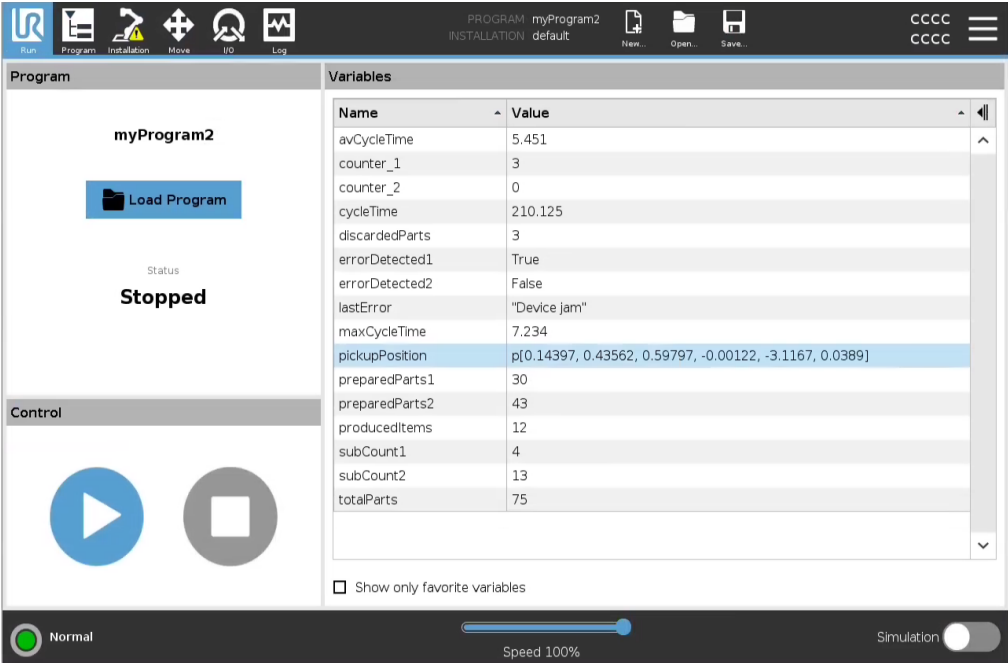 PROGRAM myProgram2
INSTALLATION default
CCCC
CCCC
UR
Run
Program
Installation
Move
I/O
Log
New...
Open...
Save...
Program
myProgram2
Load Program
Status
Stopped
Control
Variables
Name Value
avCycleTime 5.451
counter_1 3
counter_2 0
cycleTime 210.125
discardedParts 3
errorDetected1 True
errorDetected2 False
lastError "Device jam"
maxCycleTime 7.234
pickupPosition p[0.14397, 0.43562, 0.59797, -0.00122, -3.1167, 0.0389]
preparedParts1 30
preparedParts2 43
producedItems 12
subCount1 4
subCount2 13
totalParts 75
Show only favorite variables
Normal
Speed 100%
Simulation